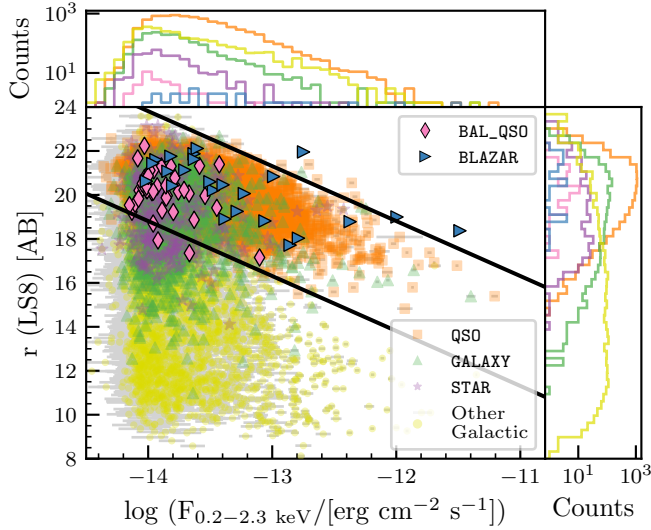 10³
10¹
Counts
24
22
20
18
16
14
12
10
8
r (LS8) [AB]
BAL_QSO
BLAZAR
QSO
GALAXY
STAR
Other
Galactic
−14
−13
−12
−11
10¹
10³
log (F₀.₂₋₂.₃ keV/[erg cm⁻² s⁻¹])
Counts